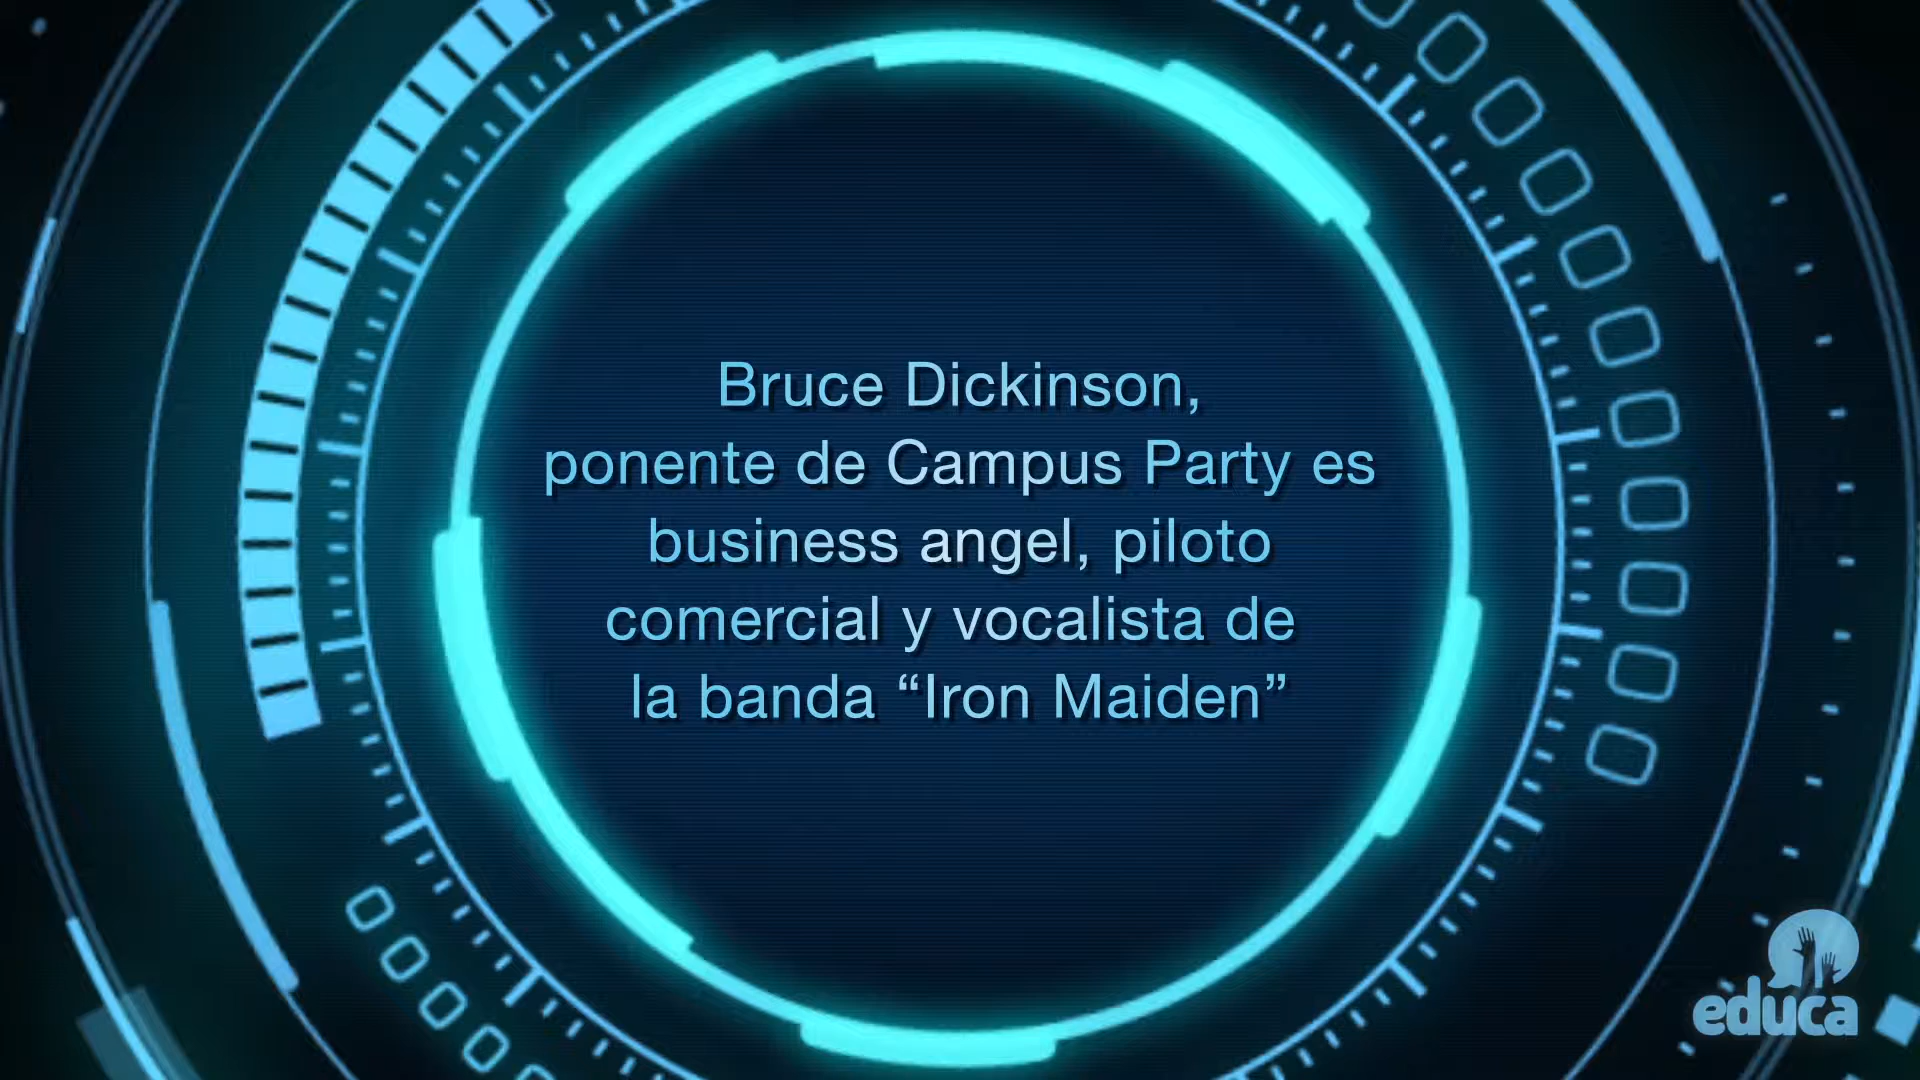 Bruce Dickinson,
ponente de Campus Party es
business angel, piloto
comercial y vocalista de
la banda “Iron Maiden”
educa